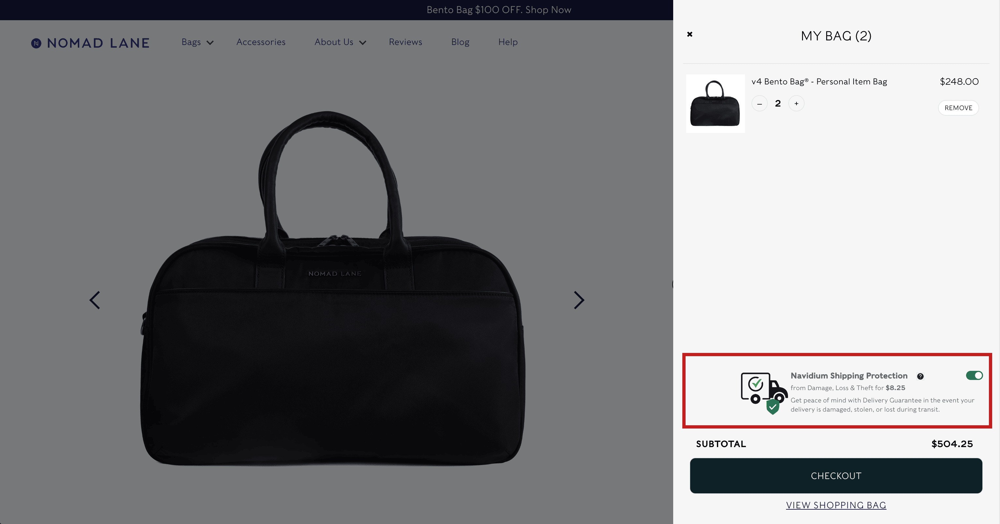 Bento Bag $100 OFF. Shop Now
NOMAD LANE
Bags
Accessories
About Us
Reviews
Blog
Help
NOMAD LANE
MY BAG (2)
v4 Bento Bag® - Personal Item Bag
$248.00
– 2 +
REMOVE
Navidium Shipping Protection ?
from Damage, Loss & Theft for $8.25
Get peace of mind with Delivery Guarantee in the event your
delivery is damaged, stolen, or lost during transit.
SUBTOTAL
$504.25
CHECKOUT
VIEW SHOPPING BAG